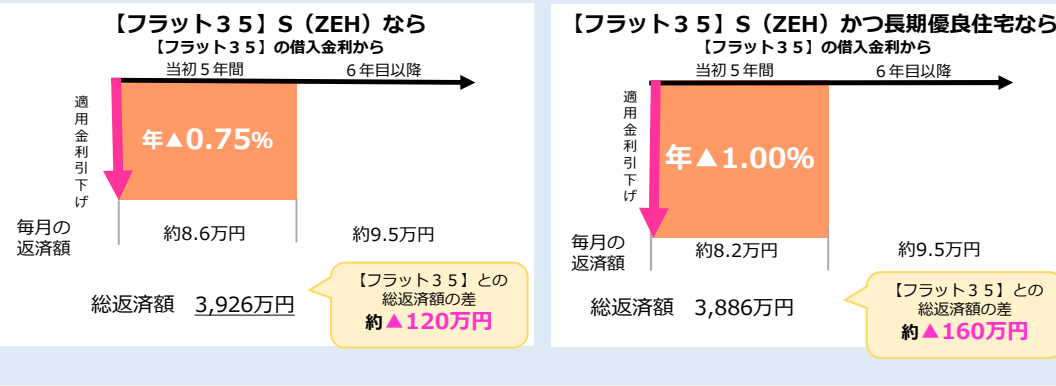 【フラット３５】S（ZEH）なら
【フラット３５】の借入金利から
当初５年間
６年目以降
適用金利引下げ
年▲0.75%
毎月の
返済額
約8.6万円
約9.5万円
総返済額 3,926万円
【フラット３５】との
総返済額の差
約▲120万円
【フラット３５】S（ZEH）かつ長期優良住宅なら
【フラット３５】の借入金利から
当初５年間
６年目以降
適用金利引下げ
年▲1.00%
毎月の
返済額
約8.2万円
約9.5万円
総返済額 3,886万円
【フラット３５】との
総返済額の差
約▲160万円